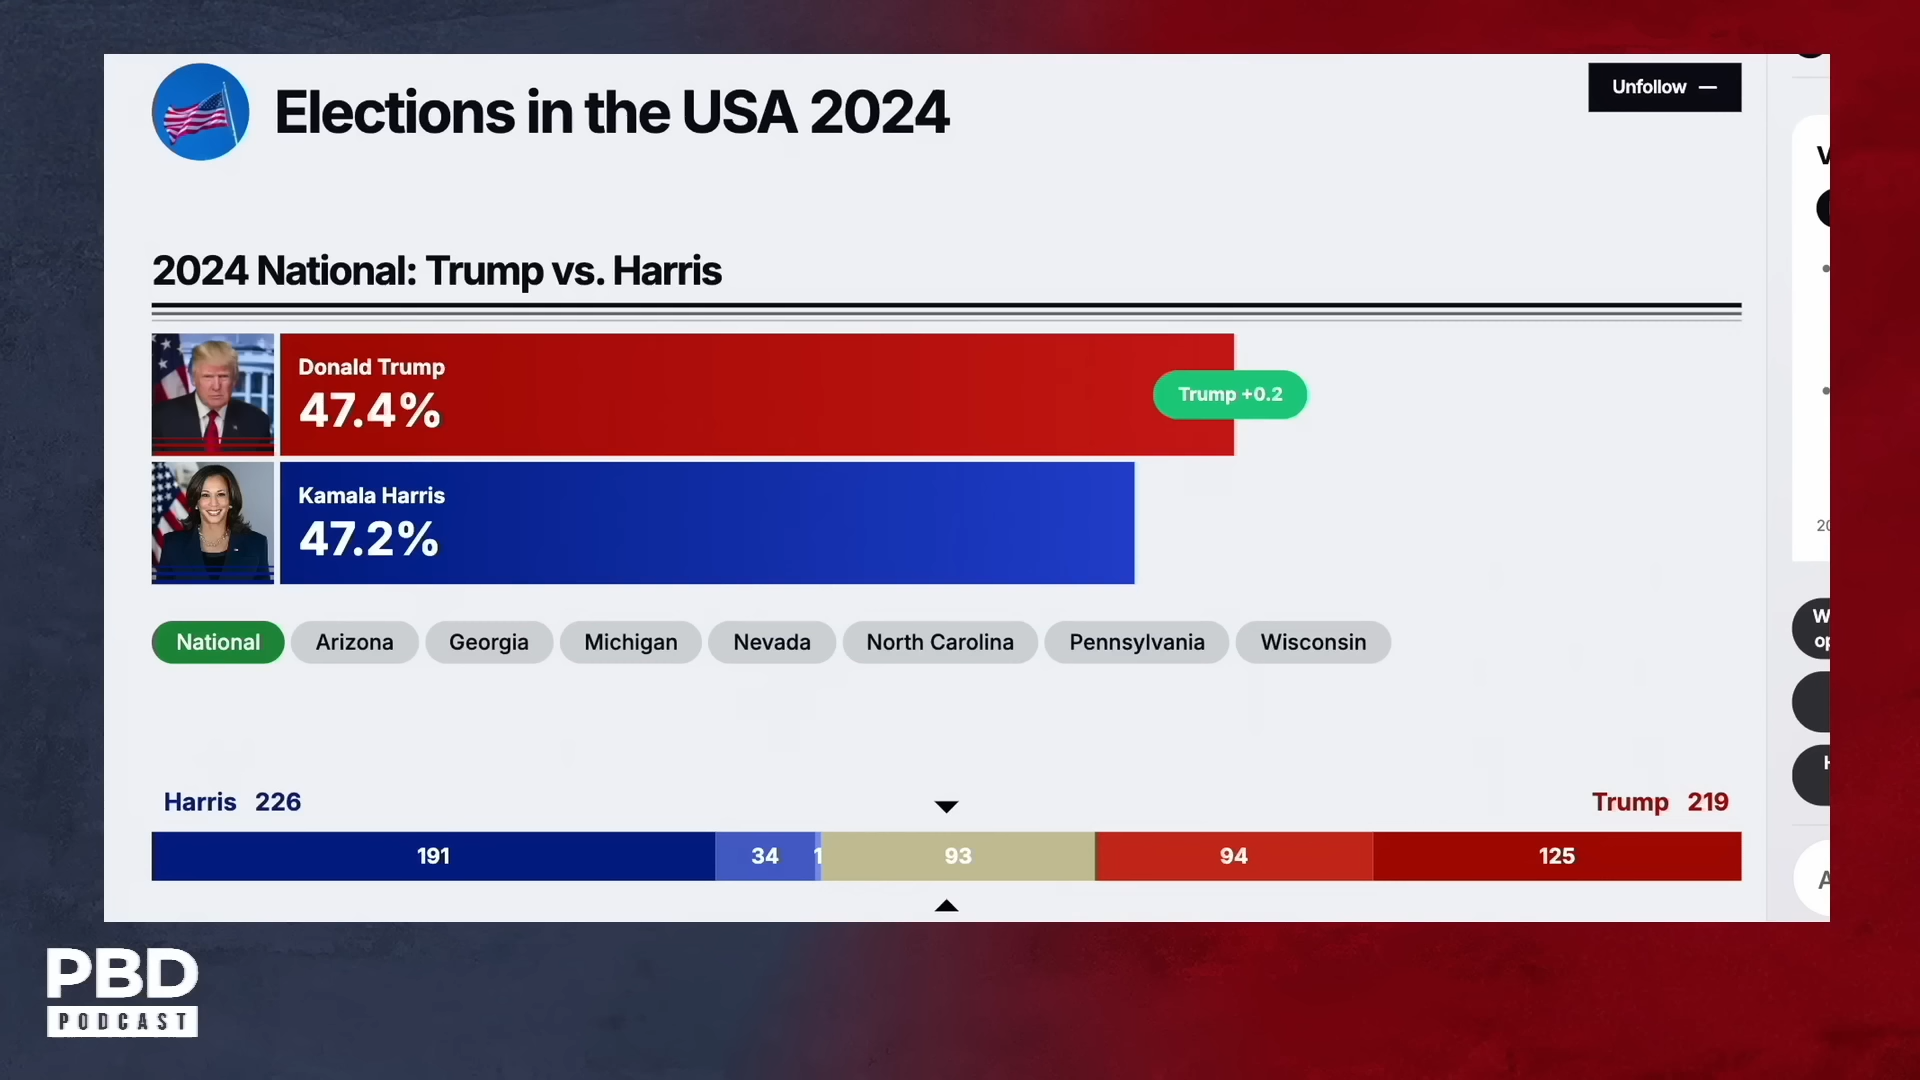 Elections in the USA 2024
Unfollow —
2024 National: Trump vs. Harris
Donald Trump
47.4%
Trump +0.2
Kamala Harris
47.2%
National Arizona Georgia Michigan Nevada North Carolina Pennsylvania Wisconsin
Harris 226
Trump 219
191 34 1 93 94 125
PBD
PODCAST